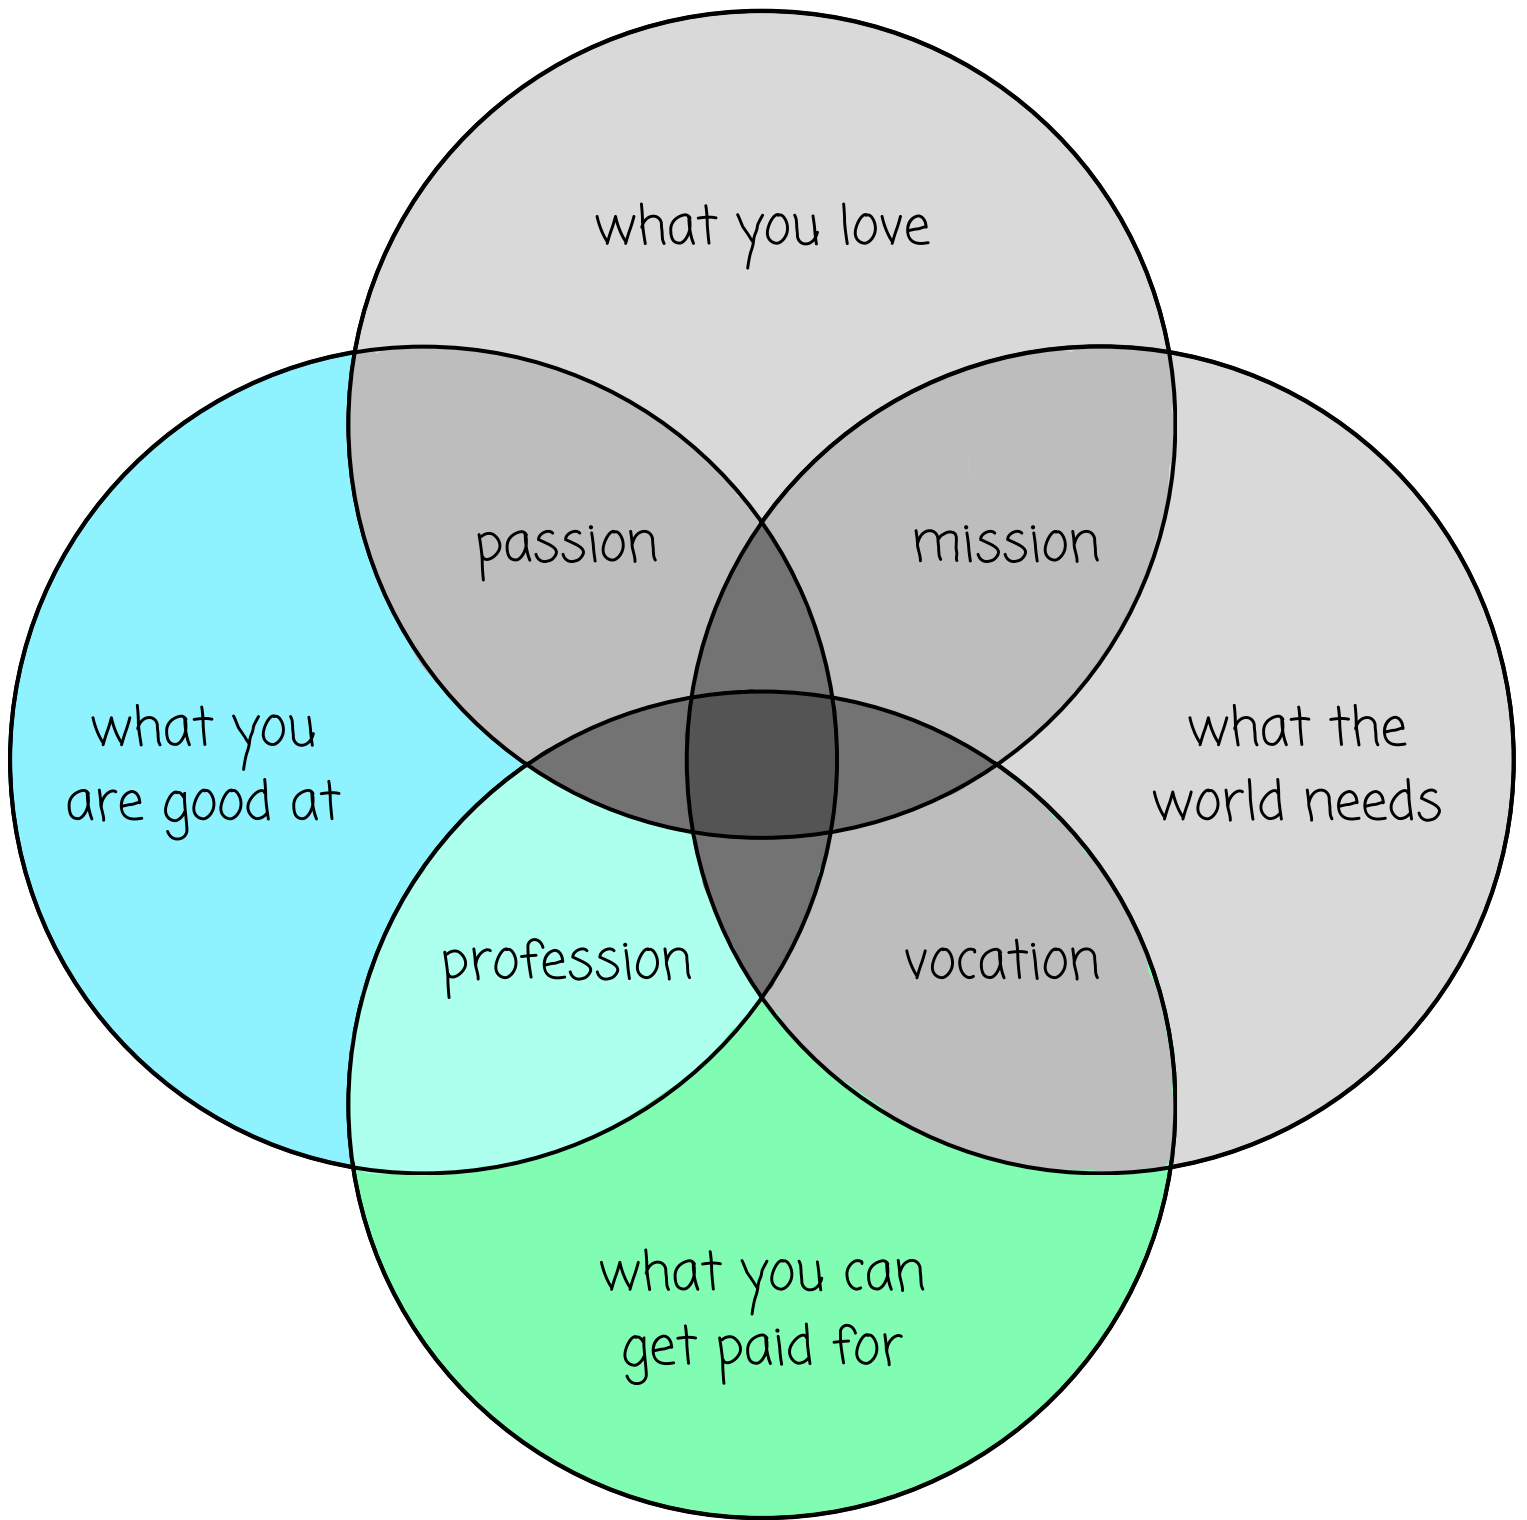 what you love
passion
mission
what you
are good at
what the
world needs
profession
vocation
what you can
get paid for